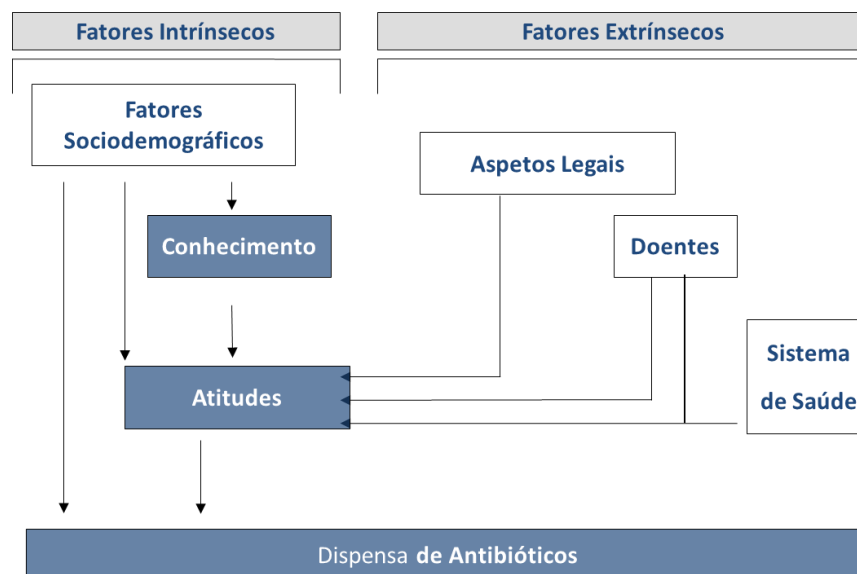 Fatores Intrínsecos
Fatores Extrínsecos
Fatores
Sociodemográficos
Aspetos Legais
Conhecimento
Doentes
Sistema
de Saúde
Atitudes
Dispensa de Antibióticos